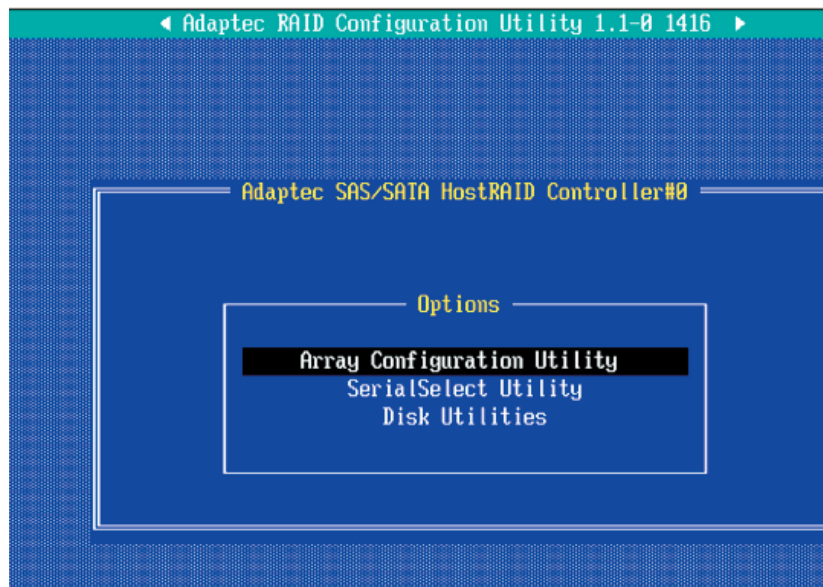 Adaptec RAID Configuration Utility 1.1-0 1416
Adaptec SAS/SATA HostRAID Controller#0
Options
Array Configuration Utility
SerialSelect Utility
Disk Utilities